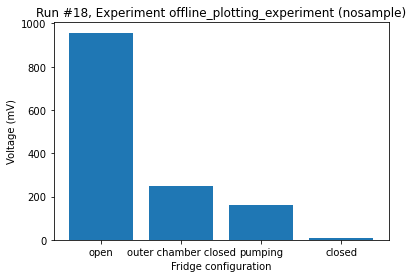 Run #18, Experiment offline_plotting_experiment (nosample)
1000
800
600
400
200
0
Voltage (mV)
open
outer chamber closed
pumping
closed
Fridge configuration